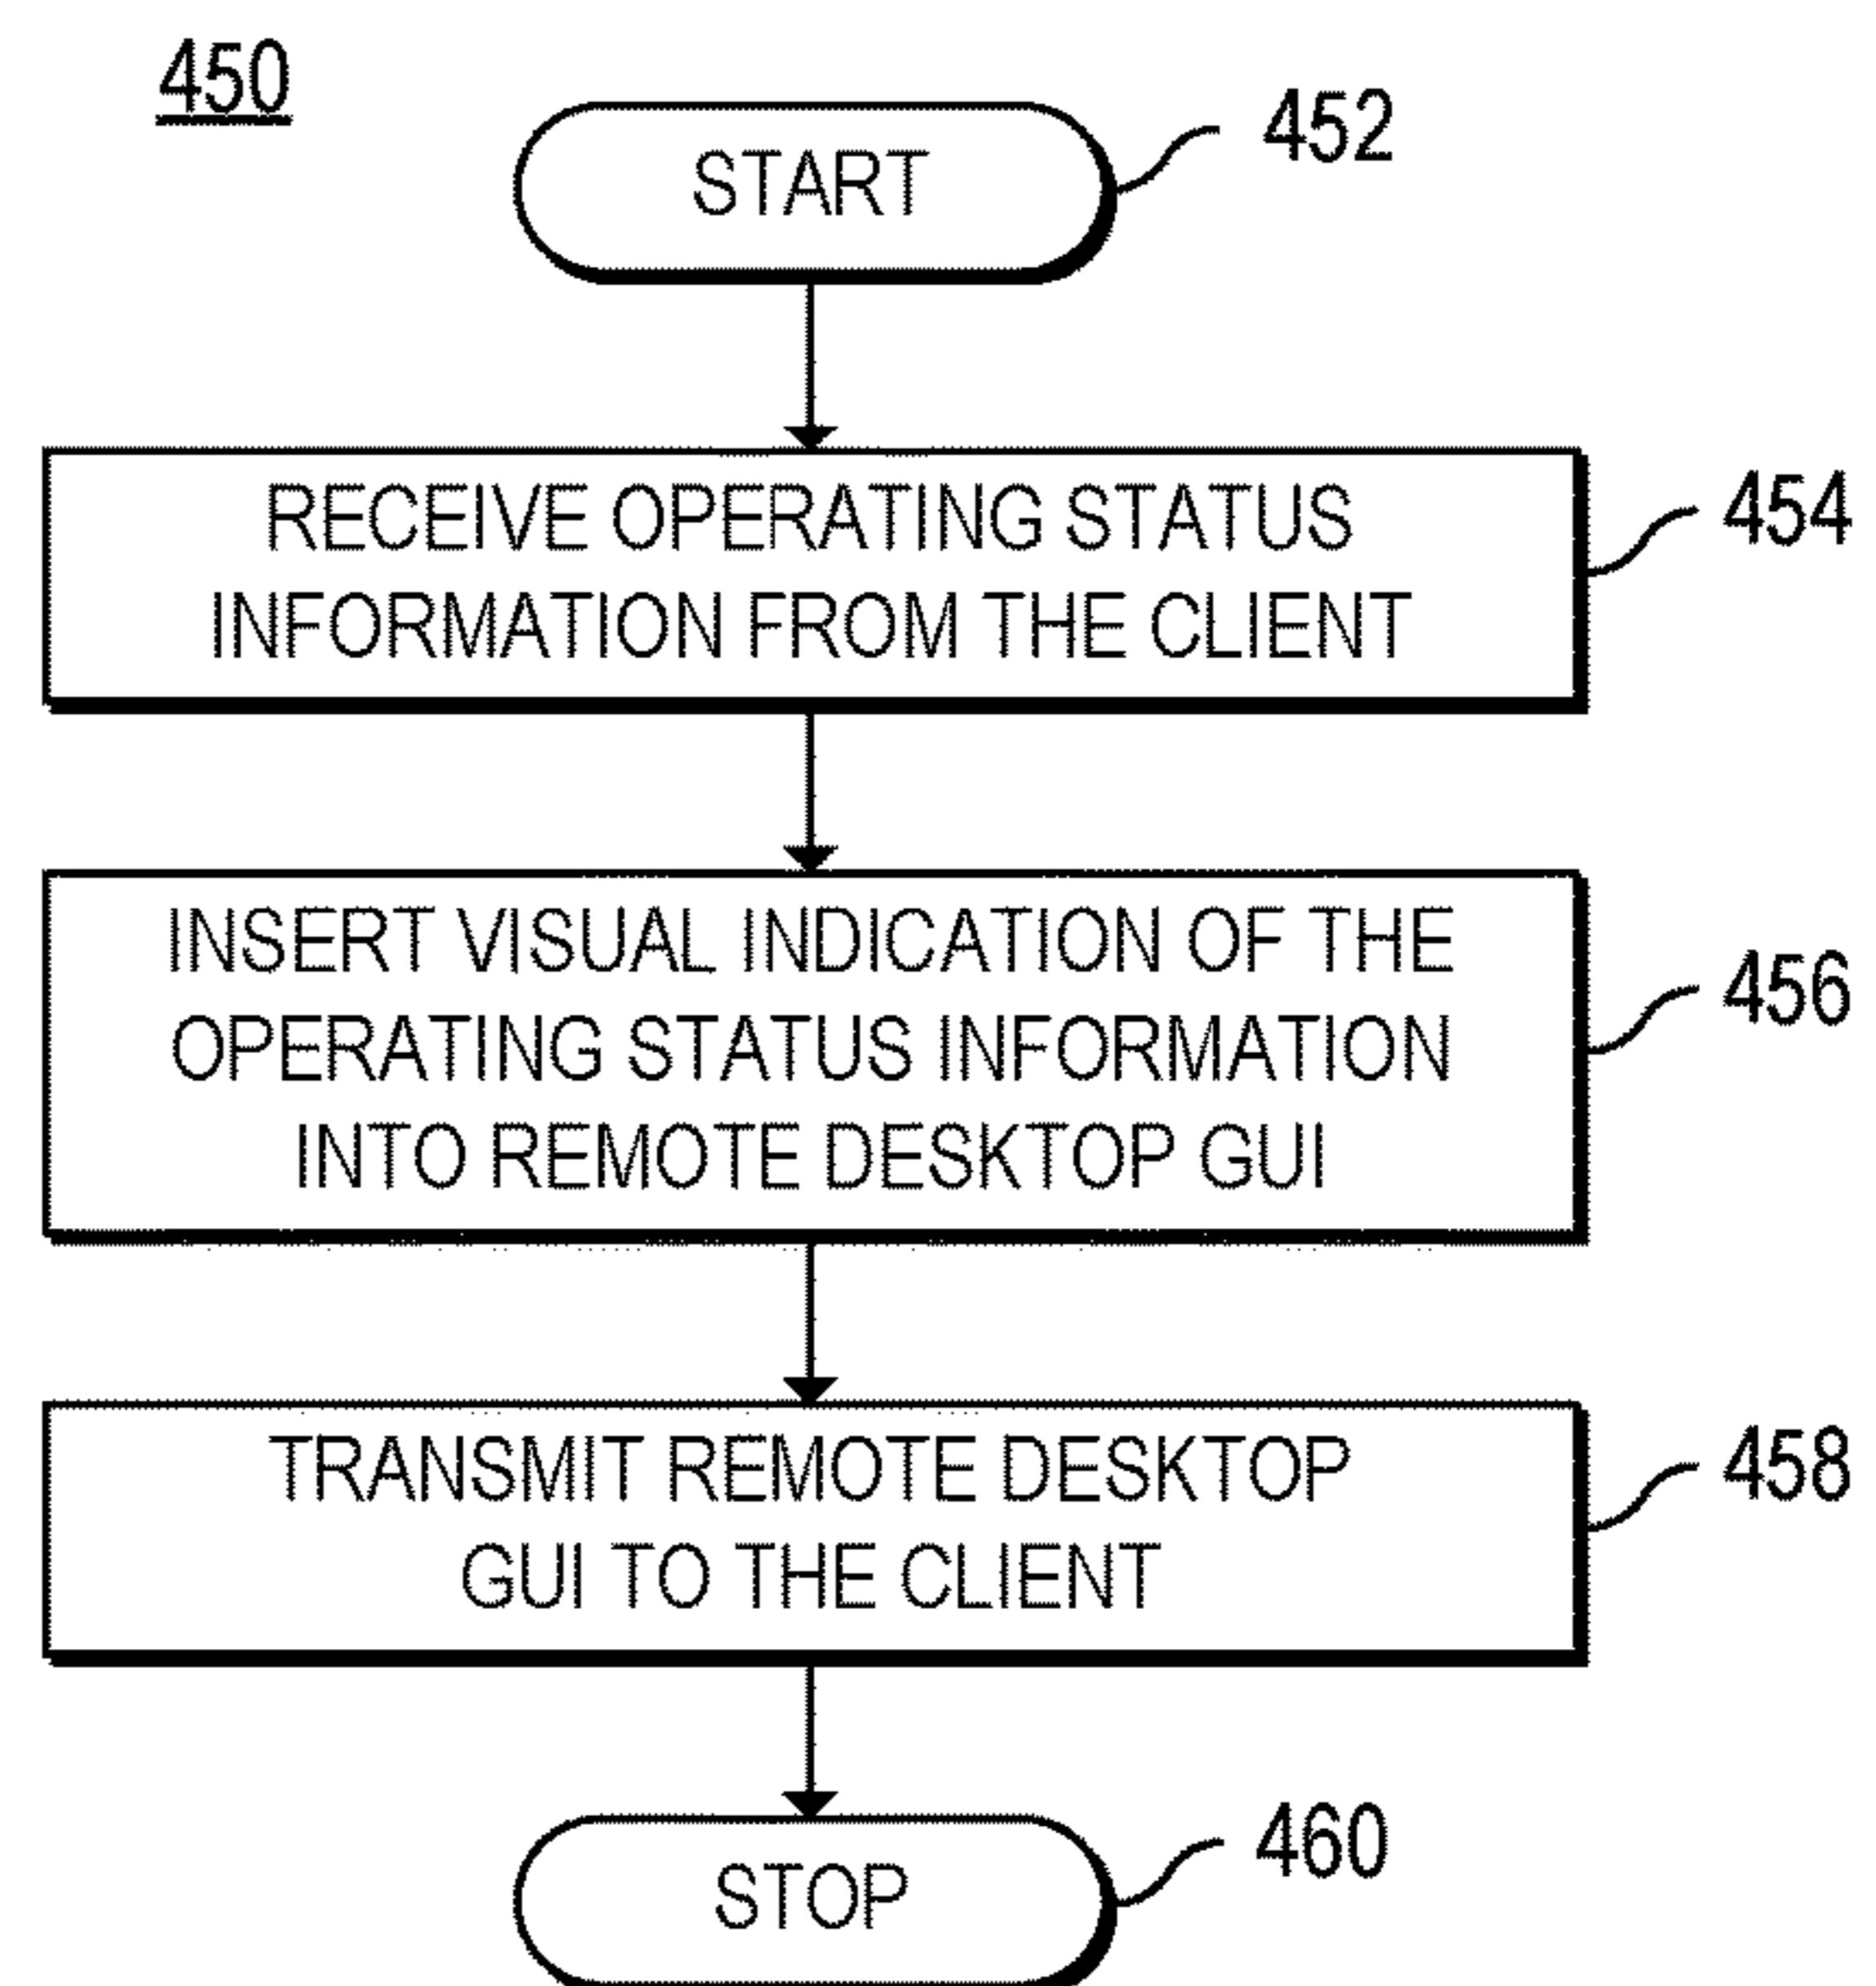 450
START
452
RECEIVE OPERATING STATUS
INFORMATION FROM THE CLIENT
454
INSERT VISUAL INDICATION OF THE
OPERATING STATUS INFORMATION
INTO REMOTE DESKTOP GUI
456
TRANSMIT REMOTE DESKTOP
GUI TO THE CLIENT
458
STOP
460